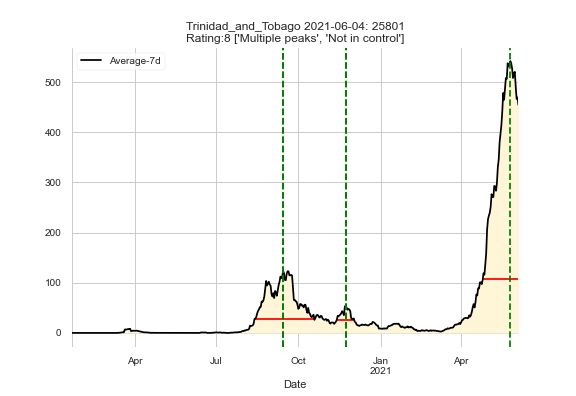 Trinidad_and_Tobago 2021-06-04: 25801
Rating:8 ['Multiple peaks', 'Not in control']
Average-7d
500
400
300
200
100
0
Apr Jul Oct Jan Apr
2021
Date